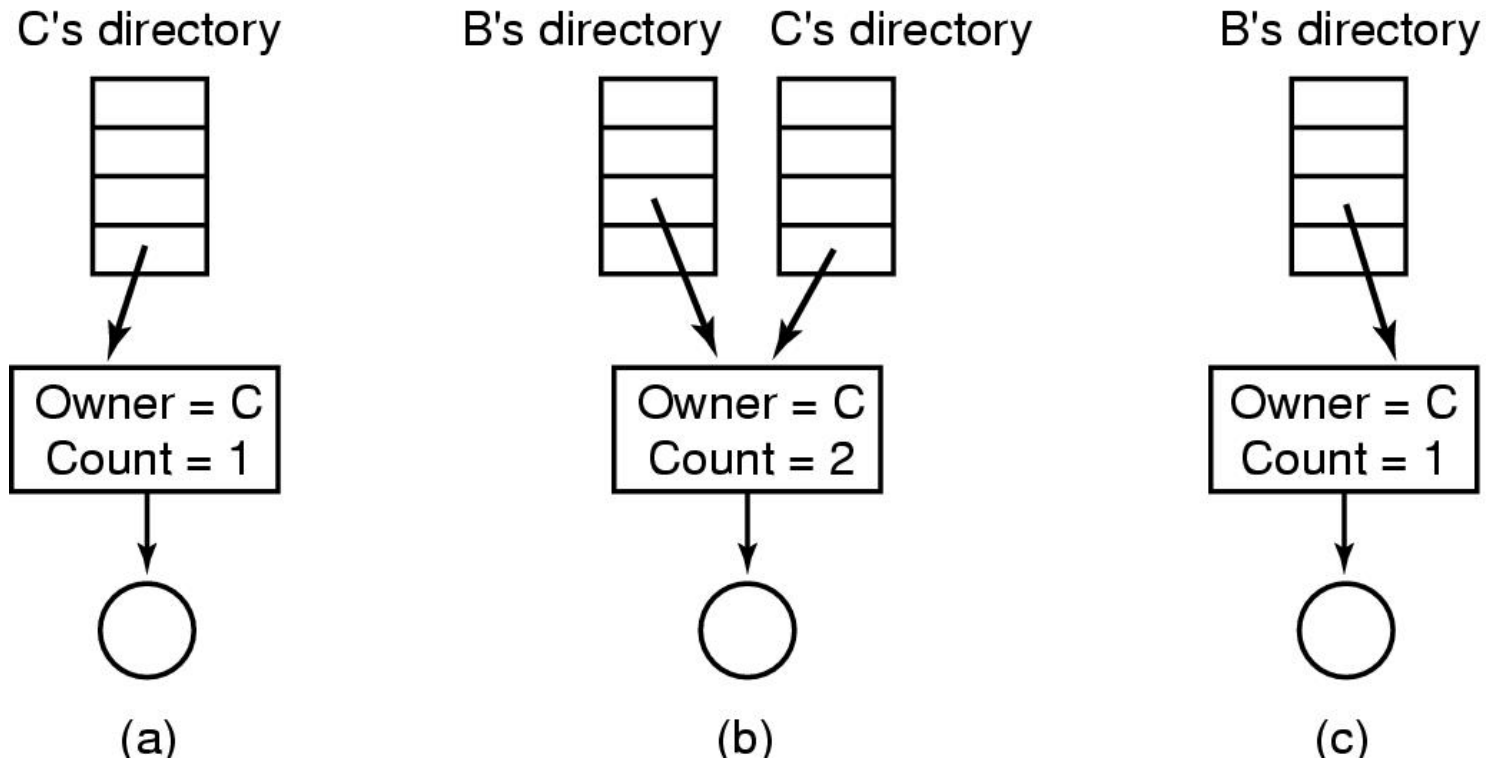 C's directory
B's directory C's directory
B's directory
Owner = C
Count = 1
Owner = C
Count = 2
Owner = C
Count = 1
(a)
(b)
(c)